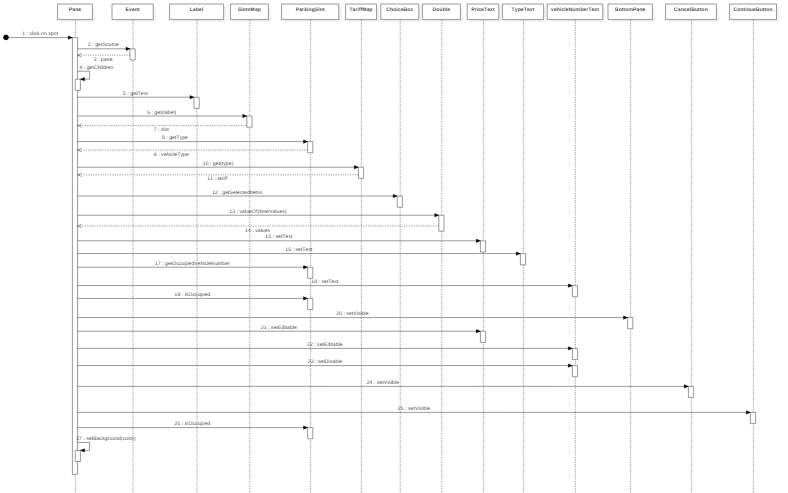 Pane Event Label SlotsMap ParkingSlot TariffMap ChoiceBox Double PriceText TypeText vehicleNumberText BottomPane CancelButton ContinueButton
1 : click on spot
2 : getSource
3 : pane
4 : getChildren
5 : getText
6 : get(label)
7 : slot
8 : getType
9 : vehicleType
10 : get(type)
11 : tariff
12 : getSelectedItems
13 : valueOf(timeValues)
14 : values
15 : setText
16 : setText
17 : getOccupiedVehicleNumber
18 : setText
19 : isOccupied
20 : setVisible
21 : setEditable
22 : setEditable
23 : setDisable
24 : setVisible
25 : setVisible
26 : isOccupied
27 : setBackground(color)